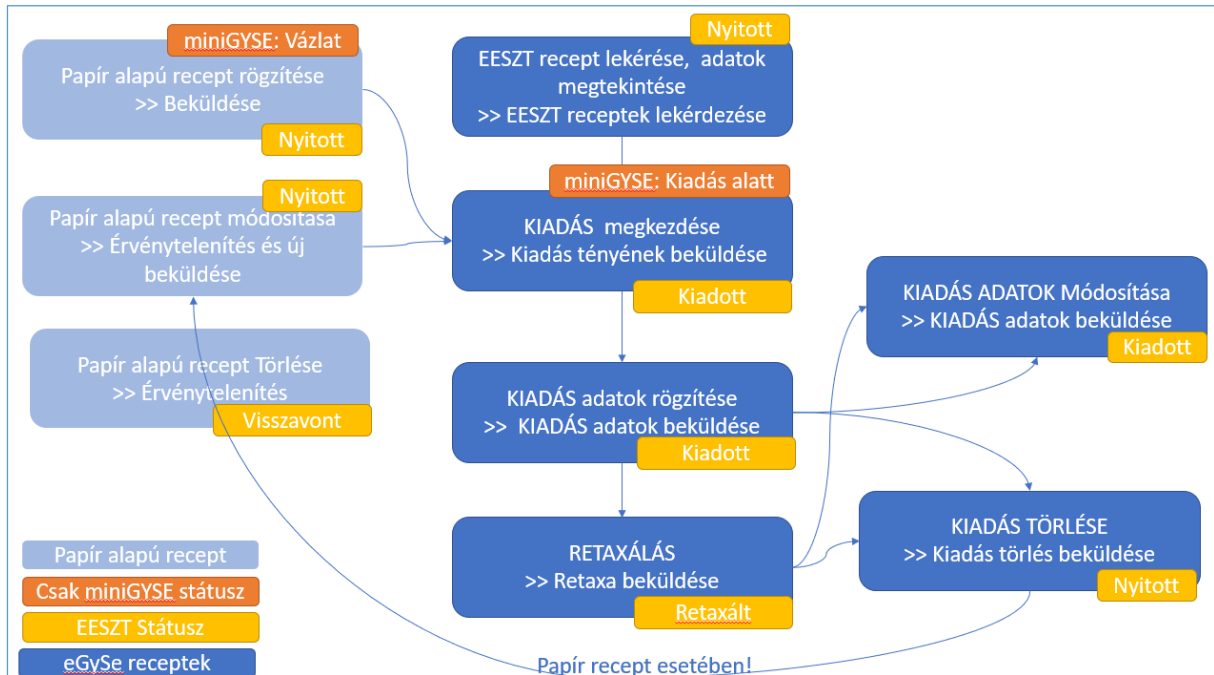 miniGYSE: Vázlat
Papír alapú recept rögzítése
>> Beküldése
Nyitott
Nyitott
Papír alapú recept módosítása
>> Érvénytelenítés és új
beküldése
Papír alapú recept Törlése
>> Érvénytelenítés
Visszavont
Nyitott
EESZT recept lekérése, adatok
megtekintése
>> EESZT receptek lekérdezése
miniGYSE: Kiadás alatt
KIADÁS megkezdése
>> Kiadás tényének beküldése
Kiadott
KIADÁS adatok rögzítése
>> KIADÁS adatok beküldése
Kiadott
RETAXÁLÁS
>> Retaxa beküldése
Retaxált
KIADÁS ADATOK Módosítása
>> KIADÁS adatok beküldése
Kiadott
KIADÁS TÖRLÉSE
>> Kiadás törlés beküldése
Nyitott
Papír alapú recept
Csak miniGYSE státusz
EESZT Státusz
eGySe receptek
Papír recept esetében!